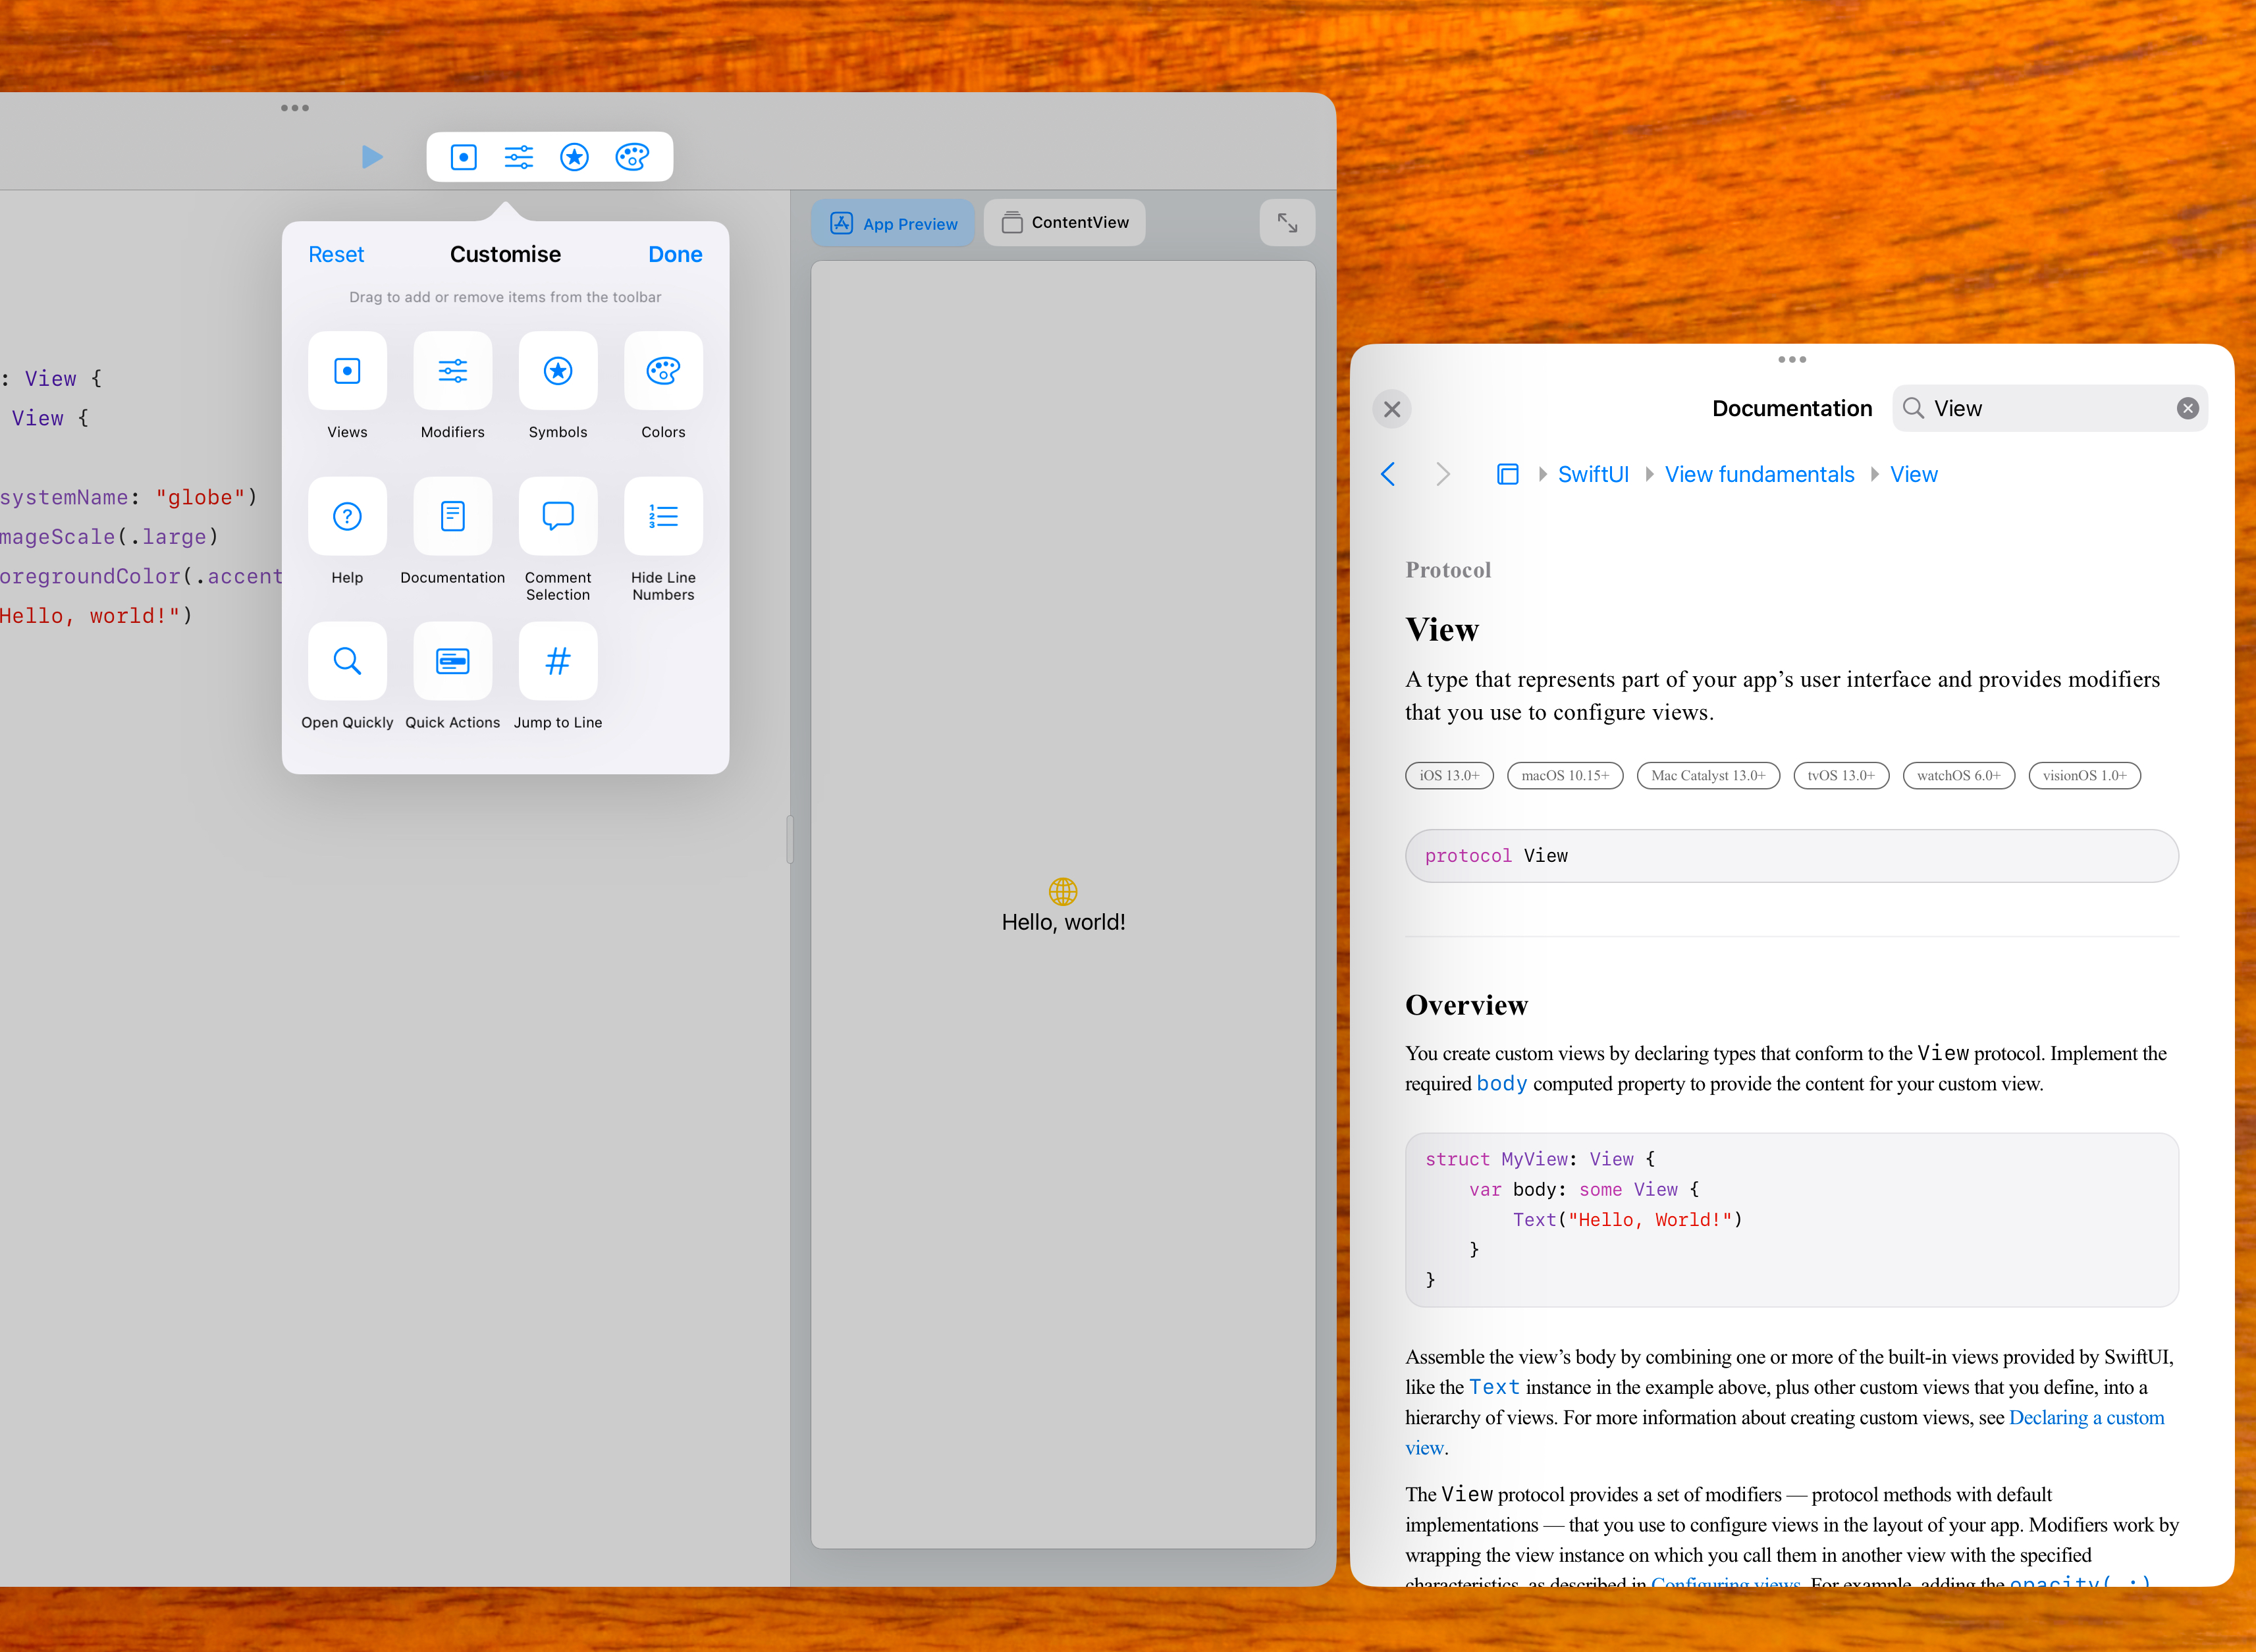 : View {
View {
systemName: "globe")
mageScale(.large)
oregroundColor(.accent
Hello, world!")
Reset
Customise
Done
Drag to add or remove items from the toolbar
Views
Modifiers
Symbols
Colors
Help
Documentation
Comment
Selection
Hide Line
Numbers
Open Quickly
Quick Actions
Jump to Line
App Preview
ContentView
Hello, world!
Documentation
View
SwiftUI
View fundamentals
View
Protocol
View
A type that represents part of your app’s user interface and provides modifiers
that you use to configure views.
iOS 13.0+
macOS 10.15+
Mac Catalyst 13.0+
tvOS 13.0+
watchOS 6.0+
visionOS 1.0+
protocol View
Overview
You create custom views by declaring types that conform to the View protocol. Implement the
required body computed property to provide the content for your custom view.
struct MyView: View {
var body: some View {
Text("Hello, World!")
}
}
Assemble the view’s body by combining one or more of the built-in views provided by SwiftUI,
like the Text instance in the example above, plus other custom views that you define, into a
hierarchy of views. For more information about creating custom views, see Declaring a custom
view.
The View protocol provides a set of modifiers — protocol methods with default
implementations — that you use to configure views in the layout of your app. Modifiers work by
wrapping the view instance on which you call them in another view with the specified
characteristics, as described in Configuring views. For example, adding the opacity(_:)